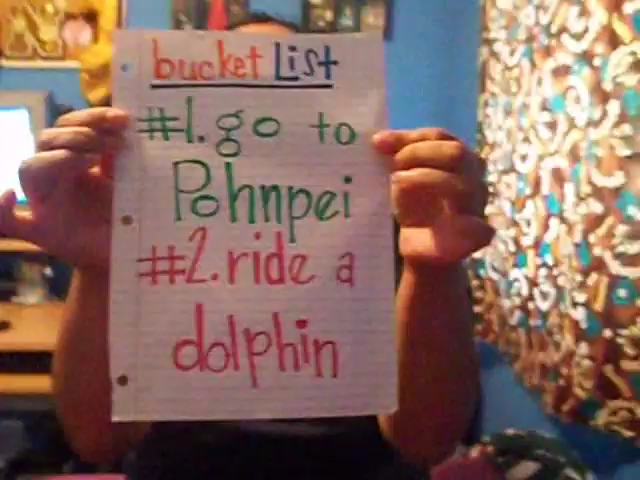 bucket List
#1. go to
Pohnpei
#2. ride a
dolphin